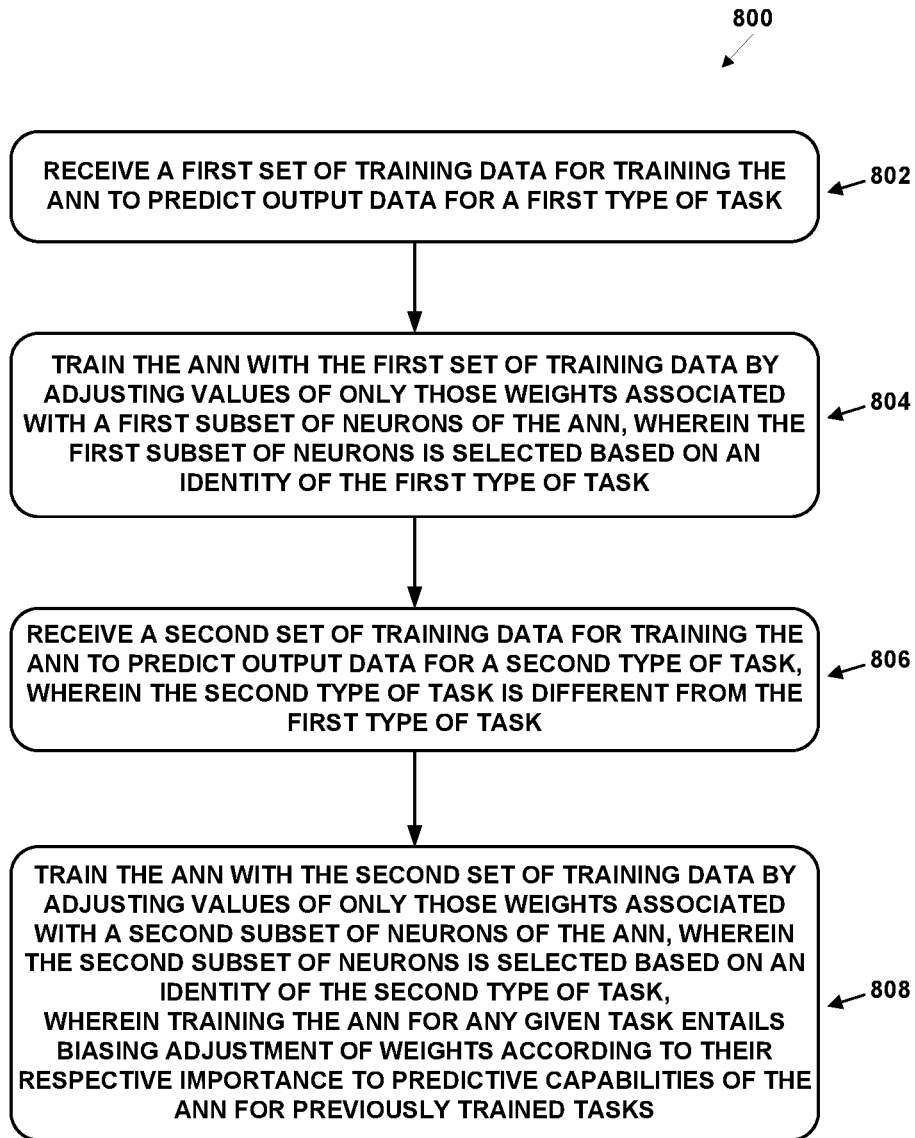 800
RECEIVE A FIRST SET OF TRAINING DATA FOR TRAINING THE
ANN TO PREDICT OUTPUT DATA FOR A FIRST TYPE OF TASK
802
TRAIN THE ANN WITH THE FIRST SET OF TRAINING DATA BY
ADJUSTING VALUES OF ONLY THOSE WEIGHTS ASSOCIATED
WITH A FIRST SUBSET OF NEURONS OF THE ANN, WHEREIN THE
FIRST SUBSET OF NEURONS IS SELECTED BASED ON AN
IDENTITY OF THE FIRST TYPE OF TASK
804
RECEIVE A SECOND SET OF TRAINING DATA FOR TRAINING THE
ANN TO PREDICT OUTPUT DATA FOR A SECOND TYPE OF TASK,
WHEREIN THE SECOND TYPE OF TASK IS DIFFERENT FROM THE
FIRST TYPE OF TASK
806
TRAIN THE ANN WITH THE SECOND SET OF TRAINING DATA BY
ADJUSTING VALUES OF ONLY THOSE WEIGHTS ASSOCIATED
WITH A SECOND SUBSET OF NEURONS OF THE ANN, WHEREIN
THE SECOND SUBSET OF NEURONS IS SELECTED BASED ON AN
IDENTITY OF THE SECOND TYPE OF TASK,
WHEREIN TRAINING THE ANN FOR ANY GIVEN TASK ENTAILS
BIASING ADJUSTMENT OF WEIGHTS ACCORDING TO THEIR
RESPECTIVE IMPORTANCE TO PREDICTIVE CAPABILITIES OF THE
ANN FOR PREVIOUSLY TRAINED TASKS
808